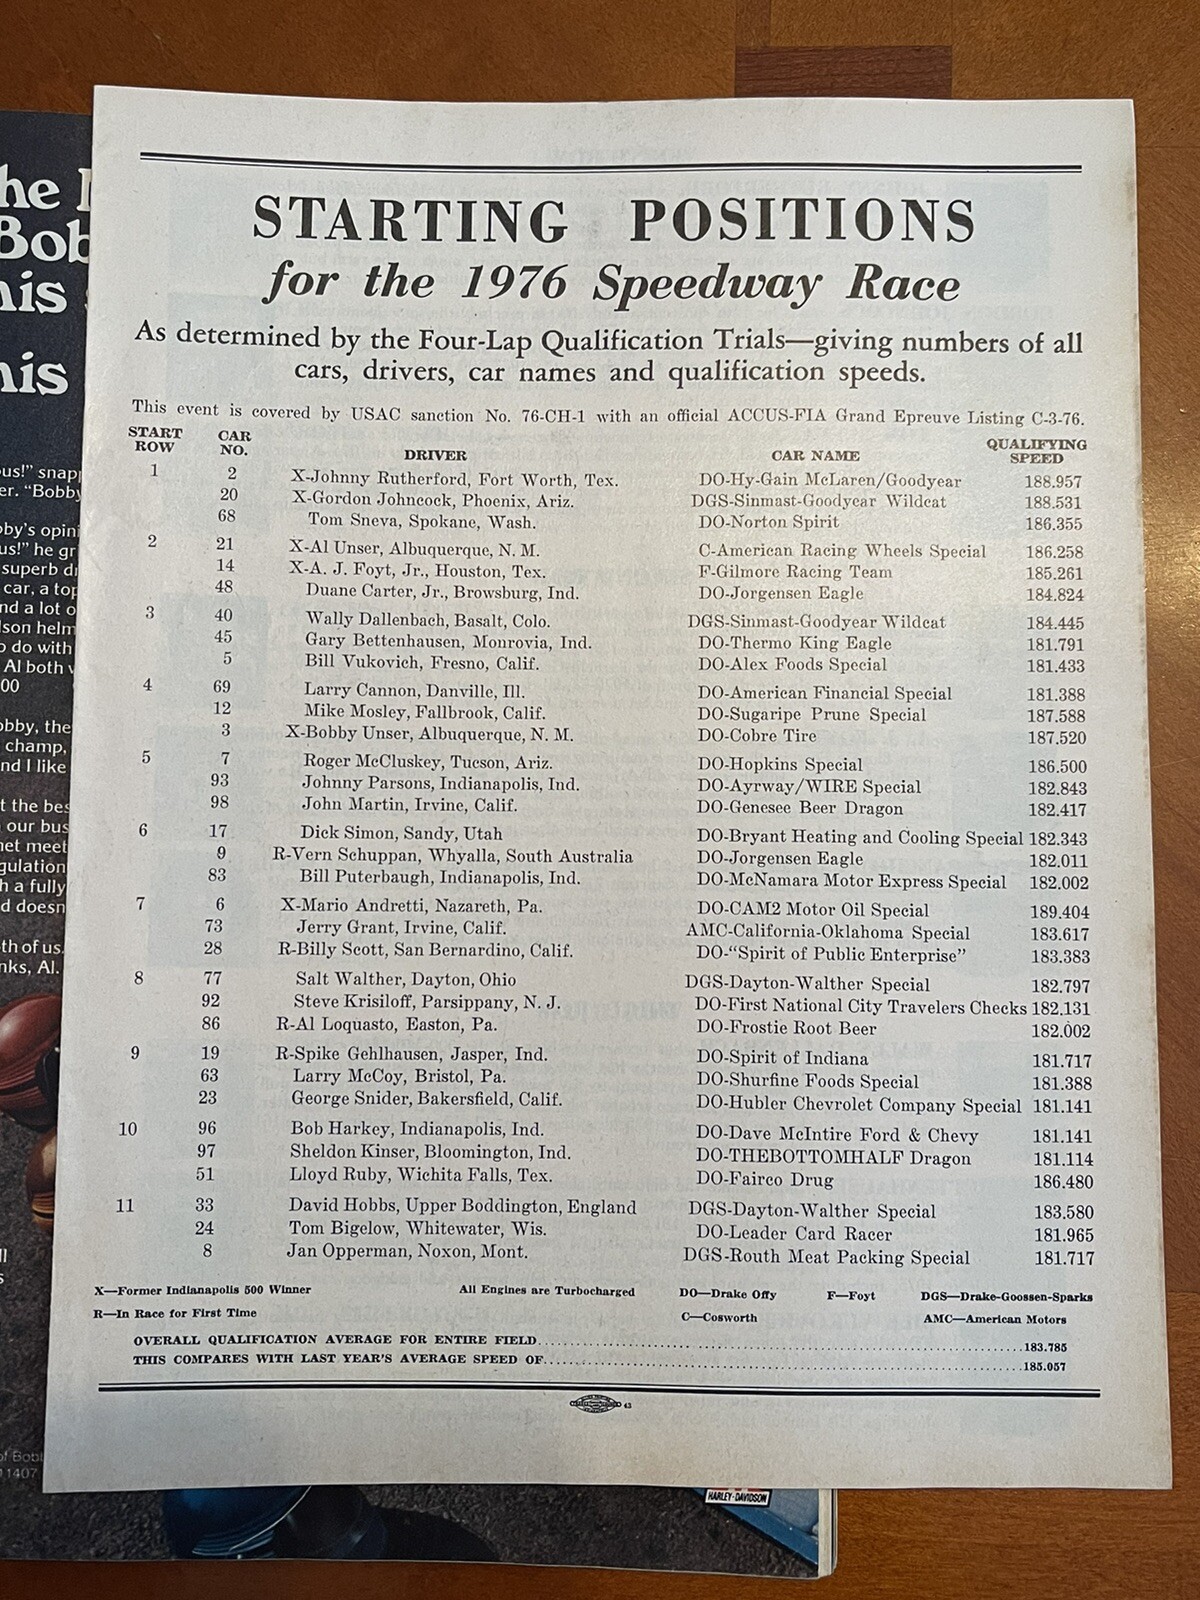 STARTING POSITIONS
for the 1976 Speedway Race
As determined by the Four-Lap Qualification Trials—giving numbers of all
cars, drivers, car names and qualification speeds.
This event is covered by USAC sanction No. 76-CH-1 with an official ACCUS-FIA Grand Epreuve Listing C-3-76.
START ROW CAR NO. DRIVER CAR NAME QUALIFYING SPEED
1 2 X-Johnny Rutherford, Fort Worth, Tex. DO-Hy-Gain McLaren/Goodyear 188.957
20 X-Gordon Johncock, Phoenix, Ariz. DGS-Sinmast-Goodyear Wildcat 188.531
68 Tom Sneva, Spokane, Wash. DO-Norton Spirit 186.355
2 21 X-Al Unser, Albuquerque, N. M. C-American Racing Wheels Special 186.258
14 X-A. J. Foyt, Jr., Houston, Tex. F-Gilmore Racing Team 185.261
48 Duane Carter, Jr., Browsburg, Ind. DO-Jorgensen Eagle 184.824
3 40 Wally Dallenbach, Basalt, Colo. DGS-Sinmast-Goodyear Wildcat 184.445
45 Gary Bettenhausen, Monrovia, Ind. DO-Thermo King Eagle 181.791
5 Bill Vukovich, Fresno, Calif. DO-Alex Foods Special 181.433
4 69 Larry Cannon, Danville, Ill. DO-American Financial Special 181.388
12 Mike Mosley, Fallbrook, Calif. DO-Sugaripe Prune Special 187.588
3 X-Bobby Unser, Albuquerque, N. M. DO-Cobre Tire 187.520
5 7 Roger McCluskey, Tucson, Ariz. DO-Hopkins Special 186.500
93 Johnny Parsons, Indianapolis, Ind. DO-Ayrway/WIRE Special 182.843
98 John Martin, Irvine, Calif. DO-Genesee Beer Dragon 182.417
6 17 Dick Simon, Sandy, Utah DO-Bryant Heating and Cooling Special 182.343
9 R-Vern Schuppan, Whyalla, South Australia DO-Jorgensen Eagle 182.011
83 Bill Puterbaugh, Indianapolis, Ind. DO-McNamara Motor Express Special 182.002
7 6 X-Mario Andretti, Nazareth, Pa. DO-CAM2 Motor Oil Special 189.404
73 Jerry Grant, Irvine, Calif. AMC-California-Oklahoma Special 183.617
28 R-Billy Scott, San Bernardino, Calif. DO-"Spirit of Public Enterprise" 183.383
8 77 Salt Walther, Dayton, Ohio DGS-Dayton-Walther Special 182.797
92 Steve Krisiloff, Parsippany, N. J. DO-First National City Travelers Checks 182.131
86 R-Al Loquasto, Easton, Pa. DO-Frostie Root Beer 182.002
9 19 R-Spike Gehlhausen, Jasper, Ind. DO-Spirit of Indiana 181.717
63 Larry McCoy, Bristol, Pa. DO-Shurfine Foods Special 181.388
23 George Snider, Bakersfield, Calif. DO-Hubler Chevrolet Company Special 181.141
10 96 Bob Harkey, Indianapolis, Ind. DO-Dave McIntire Ford & Chevy 181.141
97 Sheldon Kinser, Bloomington, Ind. DO-THEBOTTOMHALF Dragon 181.114
51 Lloyd Ruby, Wichita Falls, Tex. DO-Fairco Drug 186.480
11 33 David Hobbs, Upper Boddington, England DGS-Dayton-Walther Special 183.580
24 Tom Bigelow, Whitewater, Wis. DO-Leader Card Racer 181.965
8 Jan Opperman, Noxon, Mont. DGS-Routh Meat Packing Special 181.717
X—Former Indianapolis 500 Winner All Engines are Turbocharged DO—Drake Offy F—Foyt DGS—Drake-Goossen-Sparks
R—In Race for First Time C—Cosworth AMC—American Motors
OVERALL QUALIFICATION AVERAGE FOR ENTIRE FIELD 183.785
THIS COMPARES WITH LAST YEAR'S AVERAGE SPEED OF 185.057
43
HARLEY-DAVIDSON